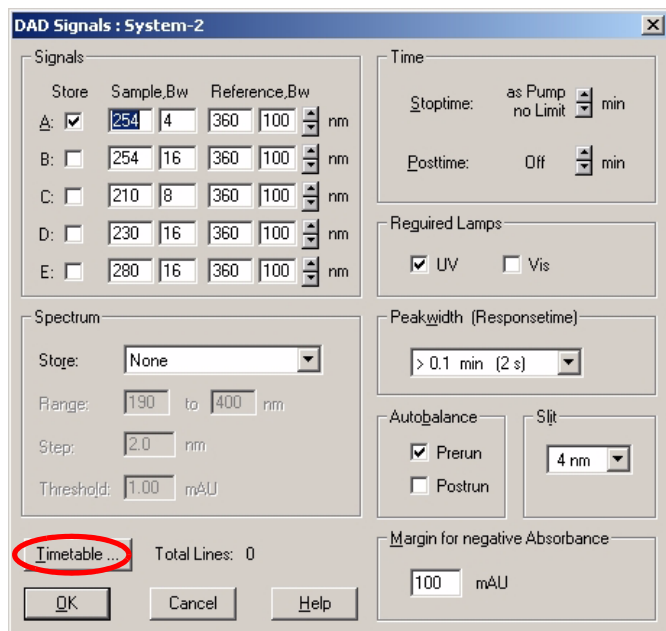 DAD Signals : System-2
Signals
Store Sample,Bw Reference,Bw
A: 254 4 360 100 nm
B: 254 16 360 100 nm
C: 210 8 360 100 nm
D: 230 16 360 100 nm
E: 280 16 360 100 nm
Time
Stoptime: as Pump no Limit min
Posttime: Off min
Reguired Lamps
UV Vis
Spectrum
Store: None
Range: 190 to 400 nm
Step: 2.0 nm
Threshold: 1.00 mAU
Peakwidth (Responsetime)
> 0.1 min (2 s)
Autobalance
Prerun
Postrun
Slit
4 nm
Timetable ... Total Lines: 0
OK Cancel Help
Margin for negative Absorbance
100 mAU